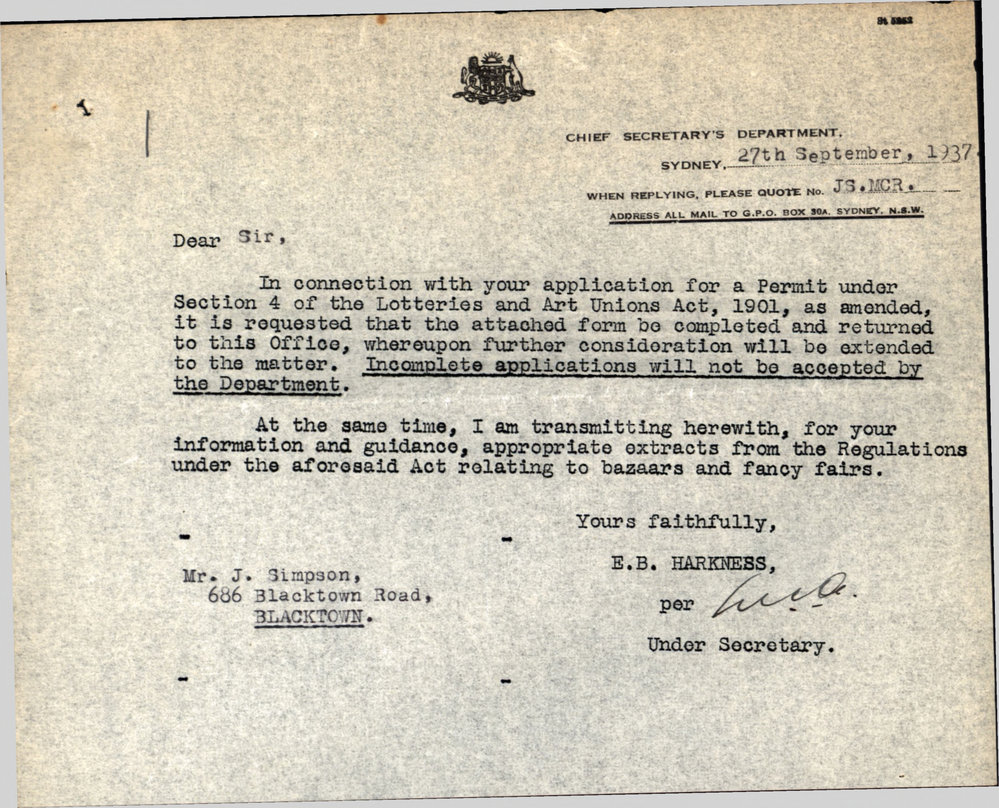 St 5252
I
CHIEF SECRETARY'S DEPARTMENT,
SYDNEY, 27th September, 1937.
WHEN REPLYING, PLEASE QUOTE No. JS.MCR.
ADDRESS ALL MAIL TO G.P.O. BOX 30A, SYDNEY, N.S.W.
Dear Sir,
In connection with your application for a Permit under
Section 4 of the Lotteries and Art Unions Act, 1901, as amended,
it is requested that the attached form be completed and returned
to this Office, whereupon further consideration will be extended
to the matter. Incomplete applications will not be accepted by
the Department.
At the same time, I am transmitting herewith, for your
information and guidance, appropriate extracts from the Regulations
under the aforesaid Act relating to bazaars and fancy fairs.
Yours faithfully,
E.B. HARKNESS,
per
Under Secretary.
Mr. J. Simpson,
686 Blacktown Road,
BLACKTOWN.